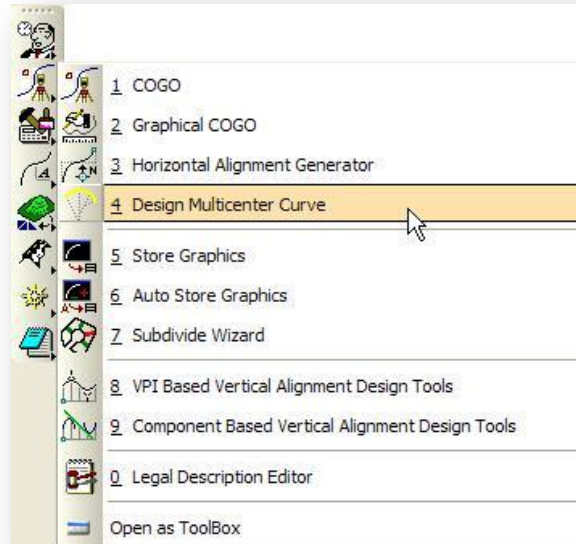 1 COGO
2 Graphical COGO
3 Horizontal Alignment Generator
4 Design Multicenter Curve
5 Store Graphics
6 Auto Store Graphics
7 Subdivide Wizard
8 VPI Based Vertical Alignment Design Tools
9 Component Based Vertical Alignment Design Tools
0 Legal Description Editor
Open as ToolBox